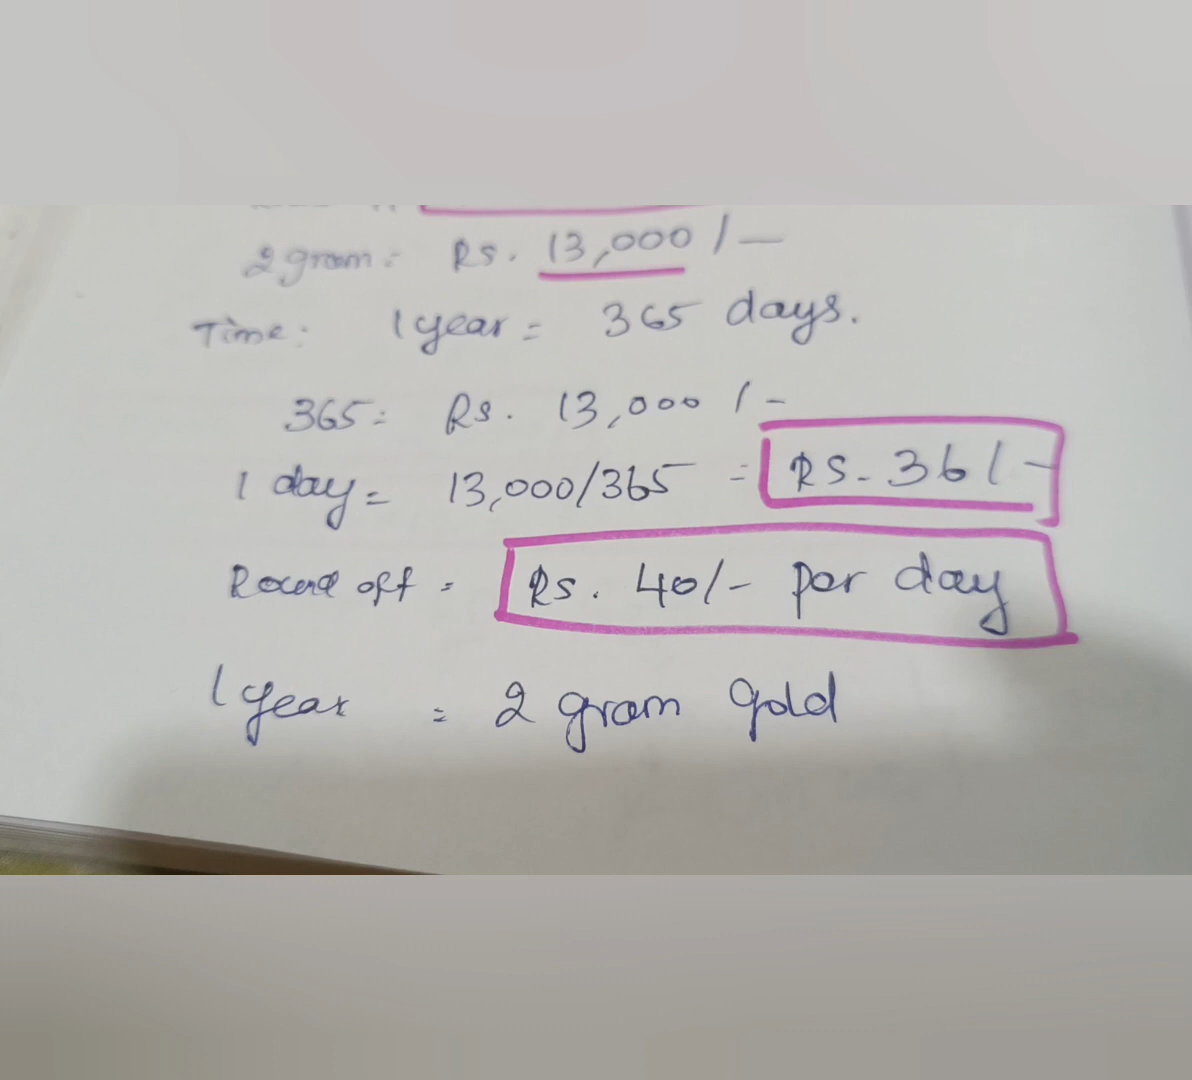 2 gram: Rs. 13,000/-
Time: 1 year = 365 days.
365 = Rs. 13,000/-
1 day = 13,000/365 = Rs. 36/-
Round off = Rs. 40/- per day
1 year = 2 gram gold